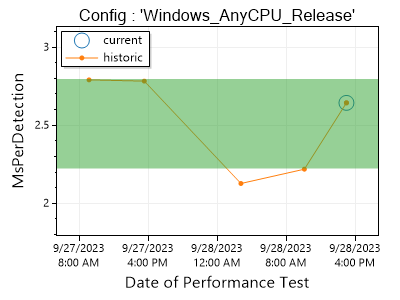 Config : 'Windows_AnyCPU_Release'
current
historic
MsPerDetection
3
2.5
2
9/27/2023 9/27/2023 9/28/2023 9/28/2023 9/28/2023
8:00 AM 4:00 PM 12:00 AM 8:00 AM 4:00 PM
Date of Performance Test